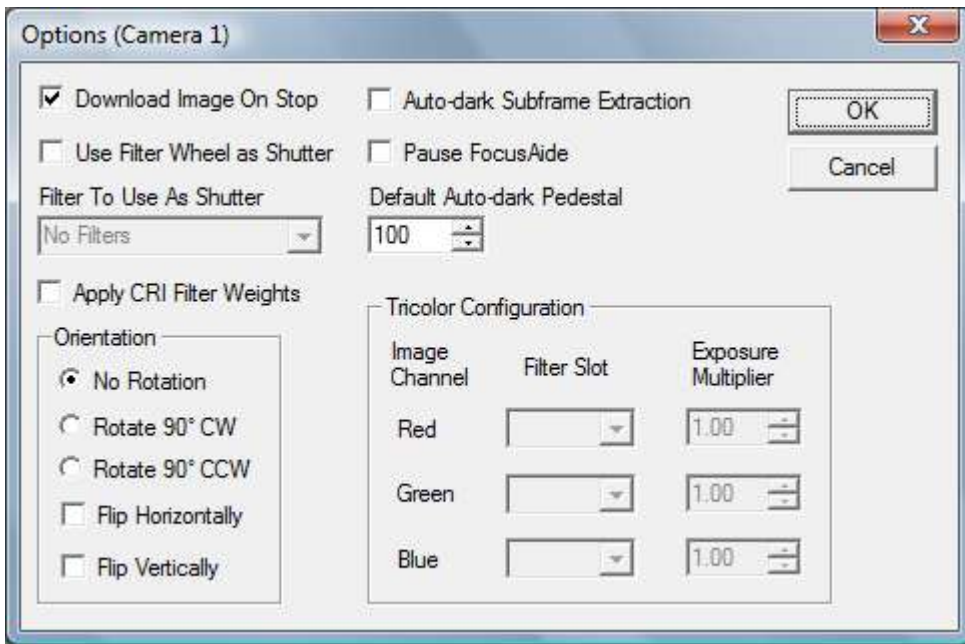 Options (Camera 1)
Download Image On Stop
Auto-dark Subframe Extraction
OK
Use Filter Wheel as Shutter
Pause FocusAide
Cancel
Filter To Use As Shutter
Default Auto-dark Pedestal
No Filters
100
Apply CRI Filter Weights
Orientation
No Rotation
Rotate 90° CW
Rotate 90° CCW
Flip Horizontally
Flip Vertically
Tricolor Configuration
Image Channel
Filter Slot
Exposure Multiplier
Red
1.00
Green
1.00
Blue
1.00